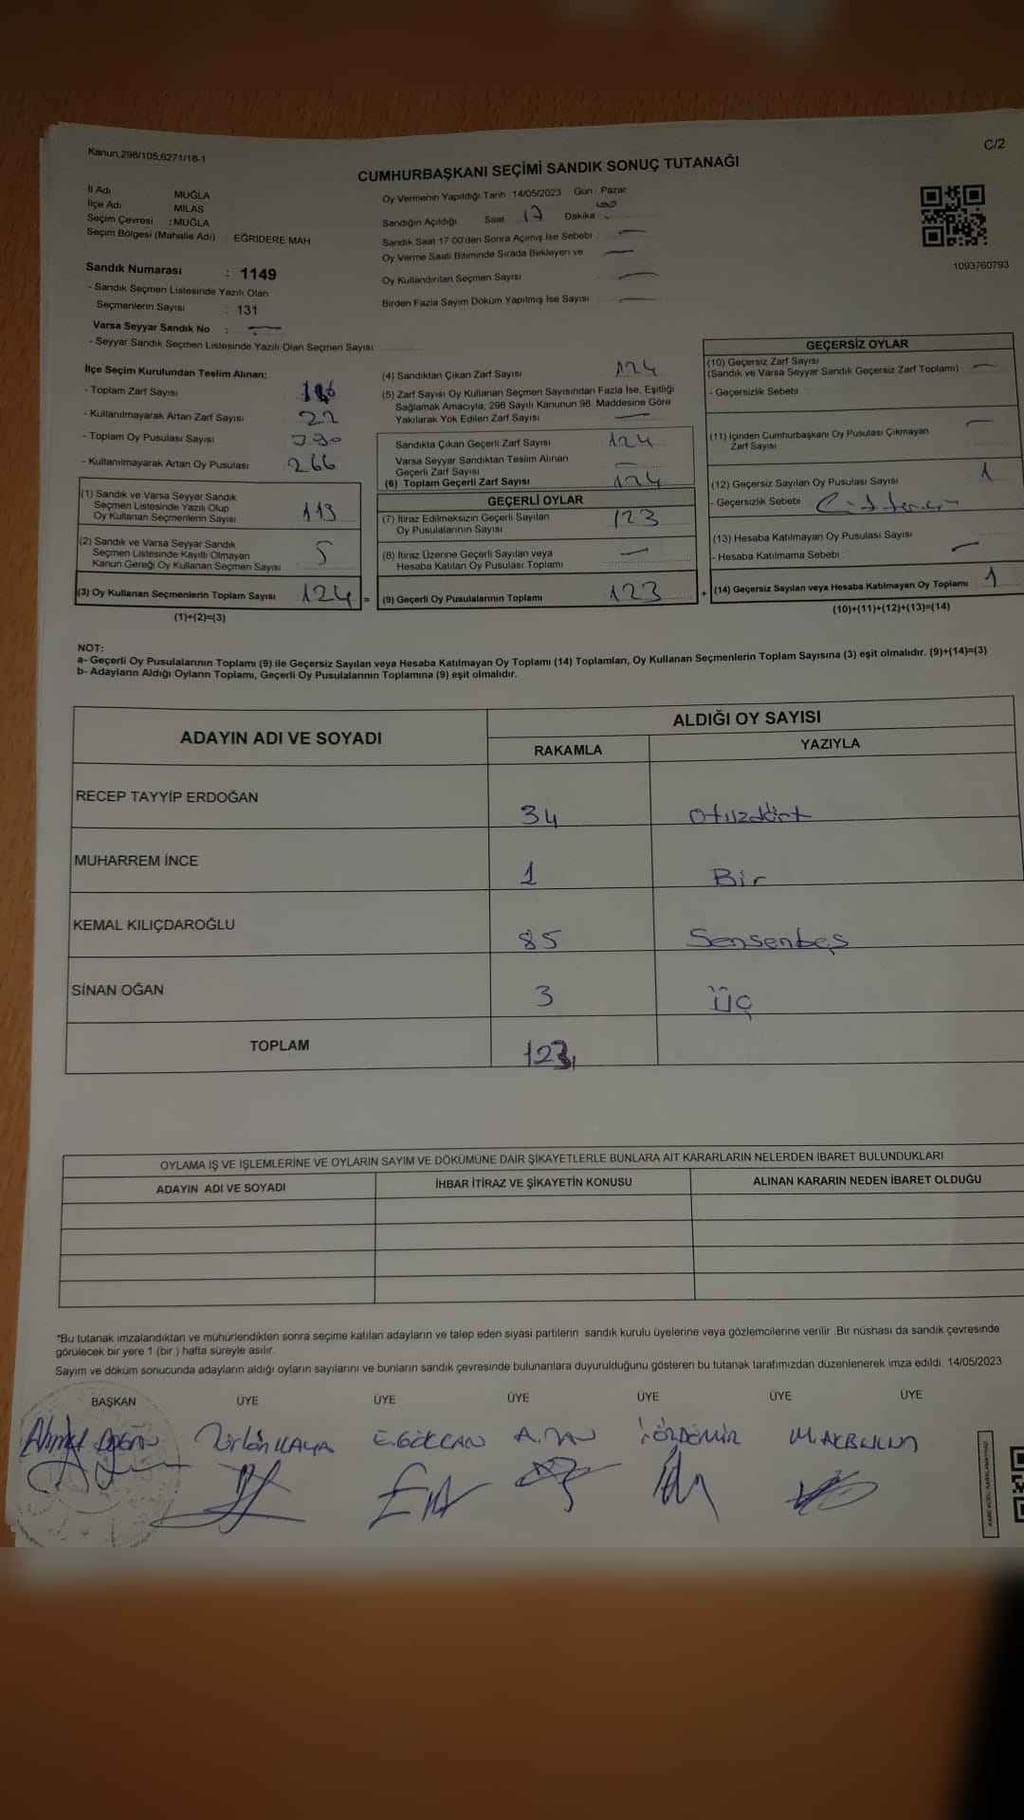 Kanun:298/105;6271/18-1
C/2
CUMHURBAŞKANI SEÇİMİ SANDIK SONUÇ TUTANAĞI
İl Adı MUĞLA
İlçe Adı MİLAS
Seçim Çevresi :MUĞLA
Seçim Bölgesi (Mahalle Adı) EĞRİDERE MAH
Oy Vermenin Yapıldığı Tarih 14/05/2023 Gün : Pazar
Sandığın Açıldığı Saat 17 Dakika
Sandık Saat 17 00'den Sonra Açılmış İse Sebebi
Oy Verme Saati Bitiminde Sırada Bekleyen ve
Oy Kullandırılan Seçmen Sayısı
Birden Fazla Sayım Döküm Yapılmış İse Sayısı
1093760793
Sandık Numarası : 1149
- Sandık Seçmen Listesinde Yazılı Olan
Seçmenlerin Sayısı : 131
Varsa Seyyar Sandık No :
- Seyyar Sandık Seçmen Listesinde Yazılı Olan Seçmen Sayısı
İlçe Seçim Kurulundan Teslim Alınan:
- Toplam Zarf Sayısı
- Kullanılmayarak Artan Zarf Sayısı 22
- Toplam Oy Pusulası Sayısı 390
- Kullanılmayarak Artan Oy Pusulası 266
(1) Sandık ve Varsa Seyyar Sandık
Seçmen Listesinde Yazılı Olup
Oy Kullanan Seçmenlerin Sayısı 119
(2) Sandık ve Varsa Seyyar Sandık
Seçmen Listesinde Kayıtlı Olmayan
Kanun Gereği Oy Kullanan Seçmen Sayısı 5
(3) Oy Kullanan Seçmenlerin Toplam Sayısı 124 =
(1)+(2)=(3)
(4) Sandıktan Çıkan Zarf Sayısı 124
(5) Zarf Sayısı Oy Kullanan Seçmen Sayısından Fazla İse, Eşitliği
Sağlamak Amacıyla; 298 Sayılı Kanunun 98. Maddesine Göre
Yakılarak Yok Edilen Zarf Sayısı
Sandıkta Çıkan Geçerli Zarf Sayısı 124
Varsa Seyyar Sandıktan Teslim Alınan
Geçerli Zarf Sayısı
(6) Toplam Geçerli Zarf Sayısı 124
GEÇERLİ OYLAR
(7) İtiraz Edilmeksizin Geçerli Sayılan
Oy Pusulalarının Sayısı 123
(8) İtiraz Üzerine Geçerli Sayılan veya
Hesaba Katılan Oy Pusulası Toplamı
(9) Geçerli Oy Pusulalarının Toplamı 123 +
GEÇERSİZ OYLAR
(10) Geçersiz Zarf Sayısı
(Sandık ve Varsa Seyyar Sandık Geçersiz Zarf Toplamı)
- Geçersizlik Sebebi
(11) İçinden Cumhurbaşkanı Oy Pusulası Çıkmayan
Zarf Sayısı
(12) Geçersiz Sayılan Oy Pusulası Sayısı 1
- Geçersizlik Sebebi
(13) Hesaba Katılmayan Oy Pusulası Sayısı
- Hesaba Katılmama Sebebi
(14) Geçersiz Sayılan veya Hesaba Katılmayan Oy Toplamı 1
(10)+(11)+(12)+(13)=(14)
NOT:
a- Geçerli Oy Pusulalarının Toplamı (9) ile Geçersiz Sayılan veya Hesaba Katılmayan Oy Toplamı (14) Toplamları, Oy Kullanan Seçmenlerin Toplam Sayısına (3) eşit olmalıdır. (9)+(14)=(3)
b- Adayların Aldığı Oyların Toplamı, Geçerli Oy Pusulalarının Toplamına (9) eşit olmalıdır.
ADAYIN ADI VE SOYADI
ALDIĞI OY SAYISI
RAKAMLA YAZIYLA
RECEP TAYYİP ERDOĞAN 34 otuzdört
MUHARREM İNCE 1 Bir
KEMAL KILIÇDAROĞLU 85 Sensenbeş
SİNAN OĞAN 3 üç
TOPLAM 123
OYLAMA İŞ VE İŞLEMLERİNE VE OYLARIN SAYIM VE DÖKÜMÜNE DAİR ŞİKAYETLERLE BUNLARA AİT KARARLARIN NELERDEN İBARET BULUNDUKLARI
ADAYIN ADI VE SOYADI İHBAR İTİRAZ VE ŞİKAYETİN KONUSU ALINAN KARARIN NEDEN İBARET OLDUĞU
*Bu tutanak imzalandıktan ve mühürlendikten sonra seçime katılan adayların ve talep eden siyasi partilerin sandık kurulu üyelerine veya gözlemcilerine verilir .Bir nüshası da sandık çevresinde
görülecek bir yere 1 (bir ) hafta süreyle asılır.
Sayım ve döküm sonucunda adayların aldığı oyların sayılarını ve bunların sandık çevresinde bulunanlara duyurulduğunu gösteren bu tutanak tarafımızdan düzenlenerek imza edildi. 14/05/2023
BAŞKAN ÜYE ÜYE ÜYE ÜYE ÜYE ÜYE
Ahmet KAYA E.GÖKCAN M.AKBULUT